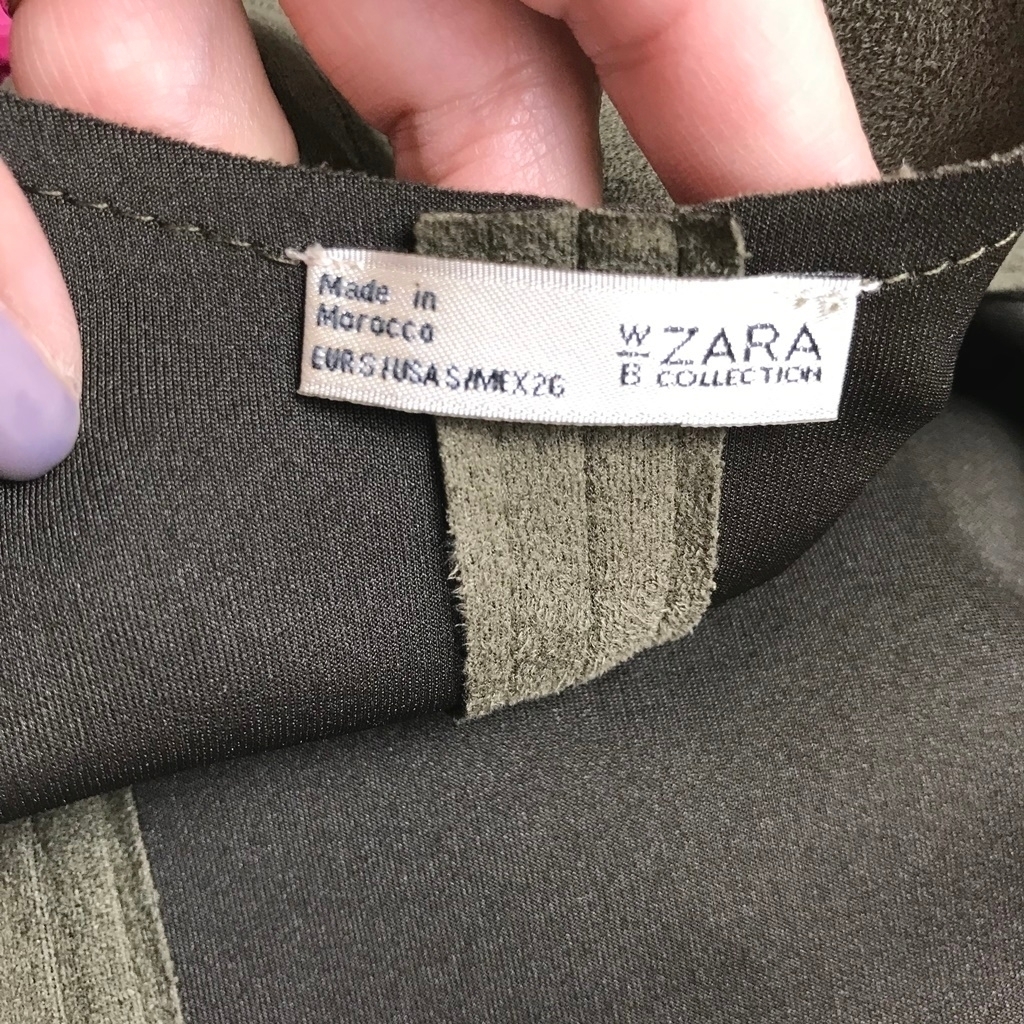 Made in
Morocco
EUR S / USA S / MEX 26
W B ZARA
COLLECTION